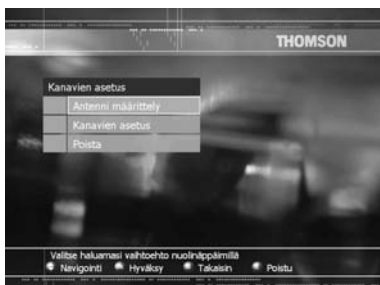 THOMSON
Kanavien asetus
Antenni määrittely
Kanavien asetus
Poista
Valitse haluamasi vaihtoehto nuolinäppäimillä
Navigointi Hyväksy Takaisin Poistu